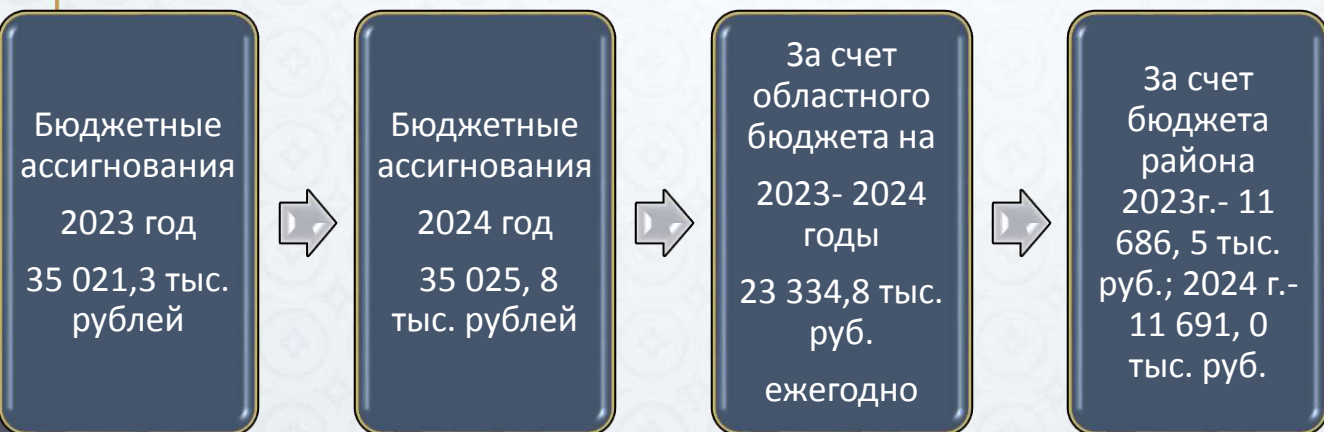 Бюджетные
ассигнования
2023 год
35 021,3 тыс.
рублей
Бюджетные
ассигнования
2024 год
35 025, 8
тыс. рублей
За счет
областного
бюджета на
2023- 2024
годы
23 334,8 тыс.
руб.
ежегодно
За счет
бюджета
района
2023г.- 11
686, 5 тыс.
руб.; 2024 г.-
11 691, 0
тыс. руб.